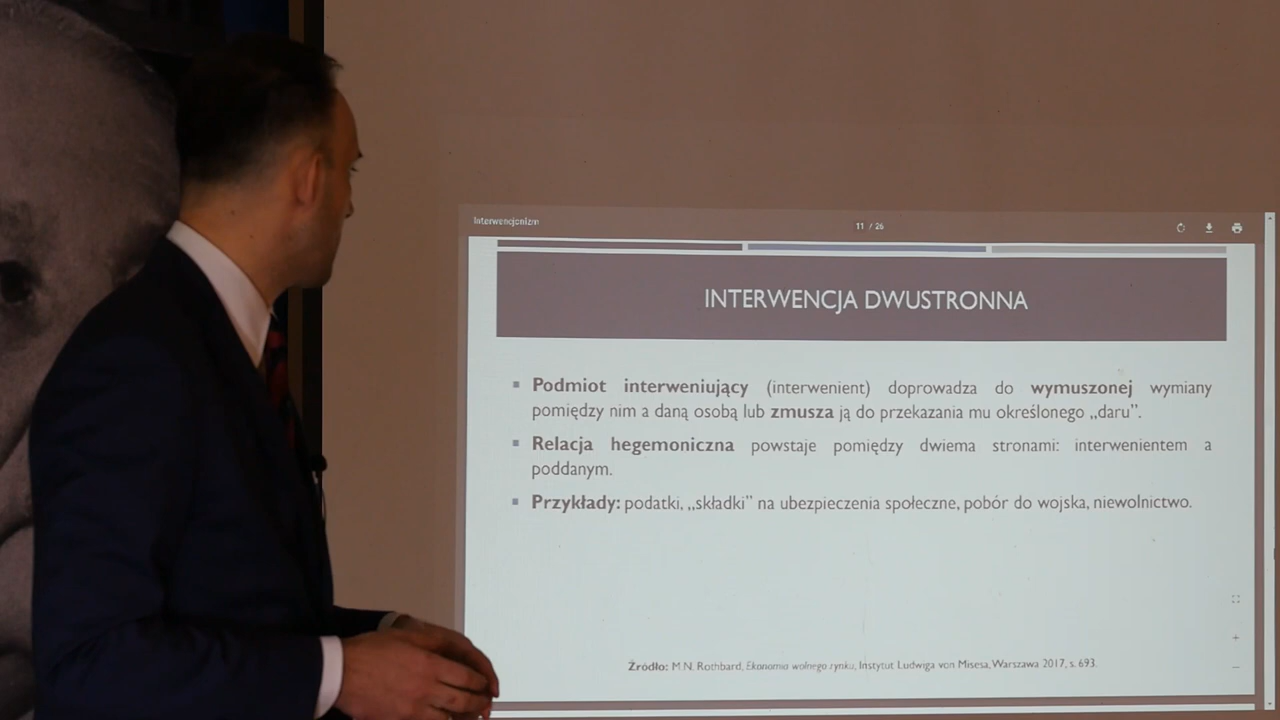 Interwencjonizm
11 / 26
INTERWENCJA DWUSTRONNA
▪ Podmiot interweniujący (interwenient) doprowadza do wymuszonej wymiany
pomiędzy nim a daną osobą lub zmusza ją do przekazania mu określonego „daru”.
▪ Relacja hegemoniczna powstaje pomiędzy dwiema stronami: interwenientem a
poddanym.
▪ Przykłady: podatki, „składki” na ubezpieczenia społeczne, pobór do wojska, niewolnictwo.
Źródło: M.N. Rothbard, Ekonomia wolnego rynku, Instytut Ludwiga von Misesa, Warszawa 2017, s. 693.